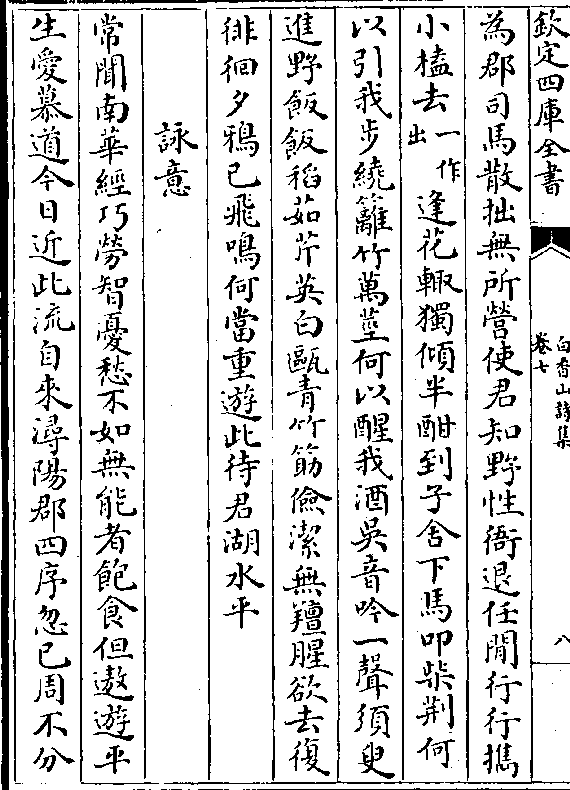 欽定四庫全書
白香山詩集
卷七
八
為郡司馬散拙無所營使君知野性衙退任閒行行攜
小榼去一作出逢花輙獨傾半酣到子舍下馬叩柴荆何
以引我步繞籬竹萬莖何以醒我酒吳音吟一聲須臾
進野飯飯稻茹芹英白甌青竹筯儉潔無羶腥欲去復
徘徊夕鴉已飛鳴何當重遊此待君湖水平
詠意
常聞南華經巧勞智憂愁不如無能者飽食但遨遊平
生愛慕道今日近此流自來潯陽郡四序忽已周不分